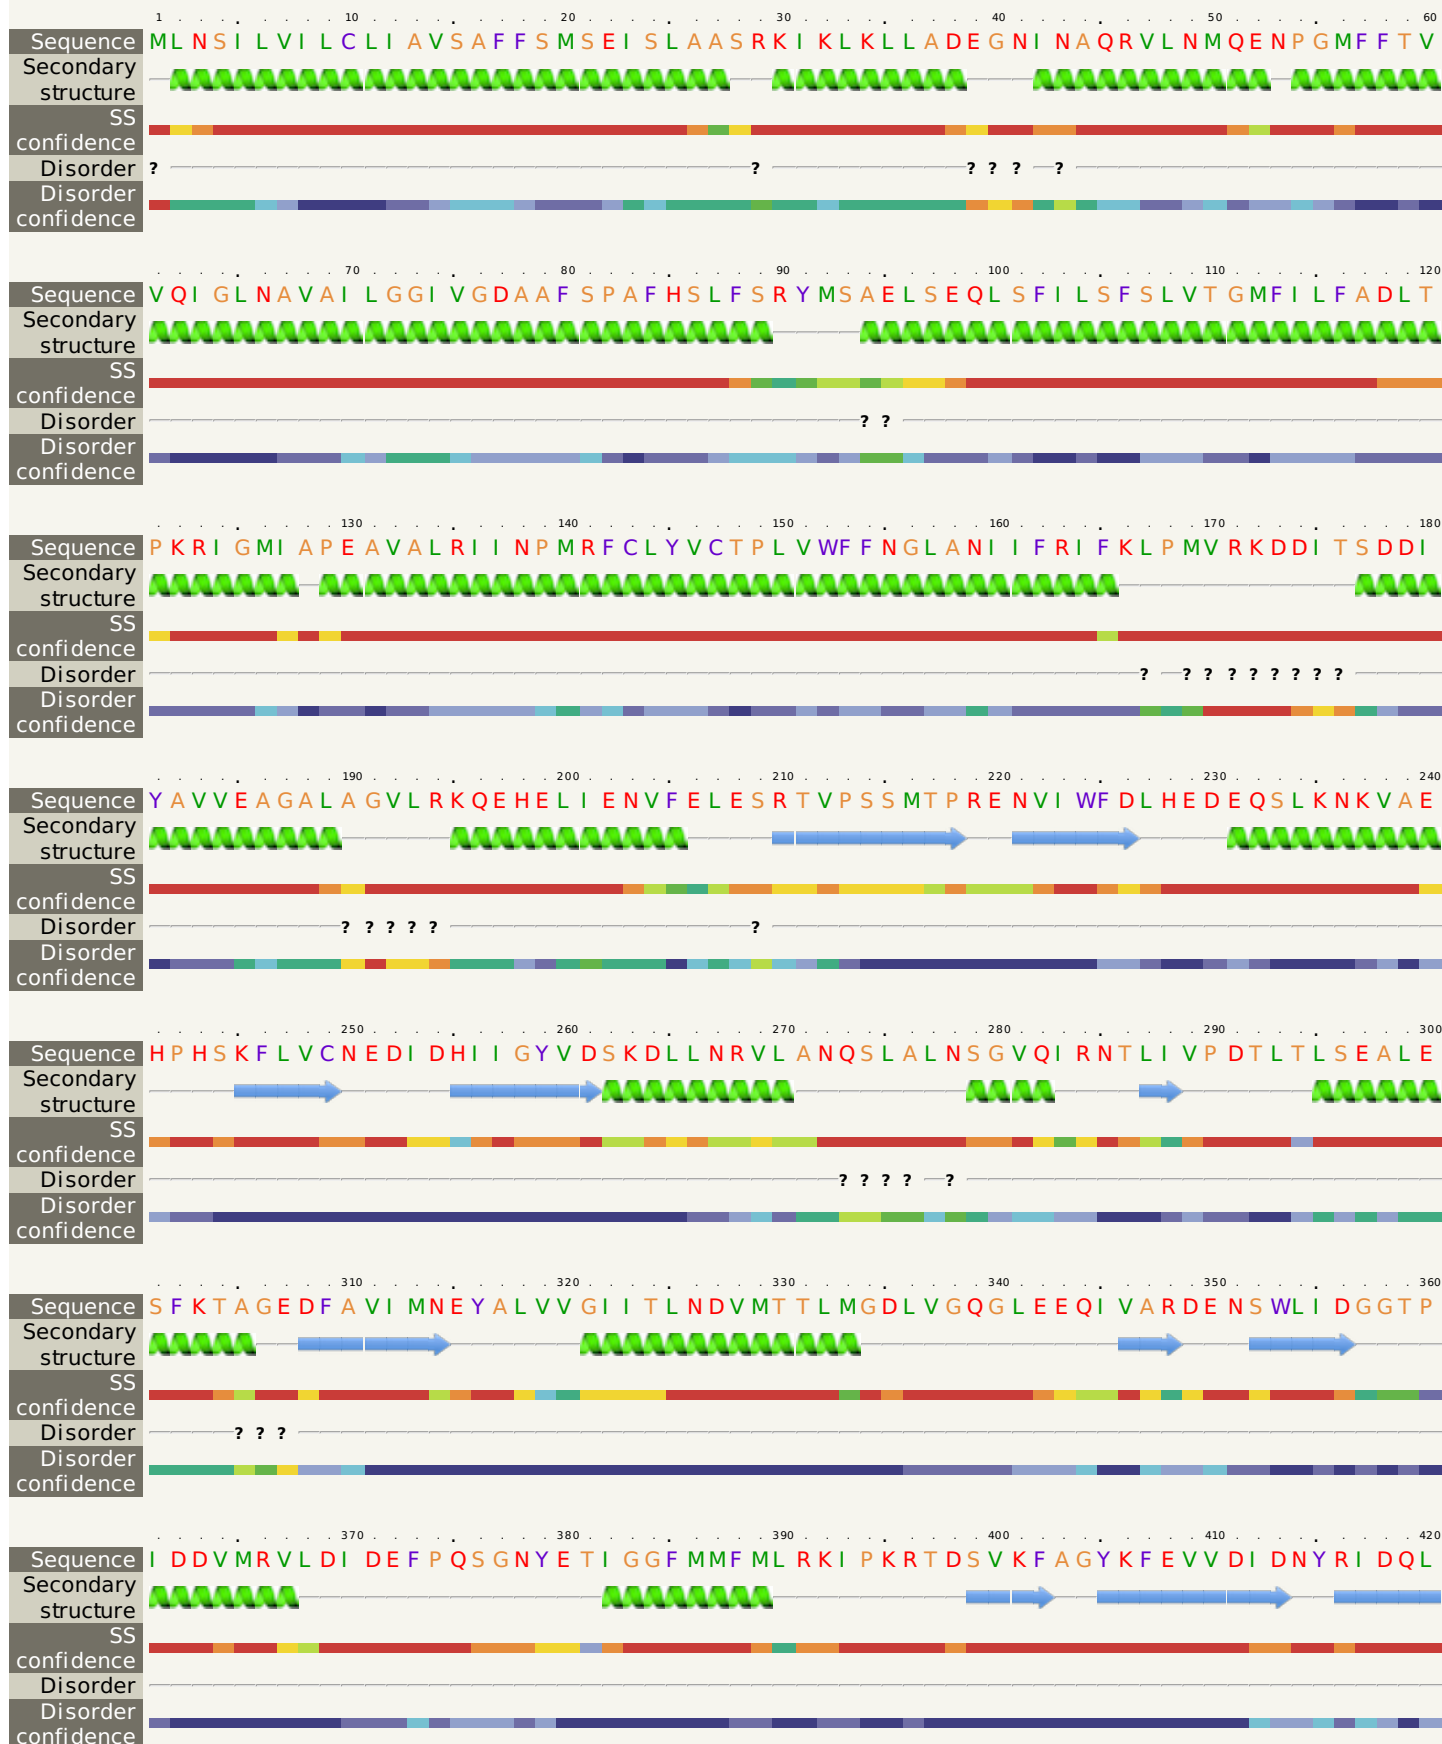 1 10 20 30 40 50 60
Sequence MLNSILVILCLIAVSAFFSMSEISLAASRKIKLKLLADEGNINAQRVLNMQENPGMFFTV
Secondary
structure
SS
confidence
Disorder ? ? ? ? ? ?
Disorder
confidence
70 80 90 100 110 120
Sequence VQIGLNAVAILGGIVGDAAFSPAFHSLFSRYMSAELSEQLSFILSFSLVTGMFILFADLT
Secondary
structure
SS
confidence
Disorder ? ?
Disorder
confidence
130 140 150 160 170 180
Sequence PKRIGMIAPEAVALRIINPMRFCLYVCTPLVWFFNGLANIIFRIFKLPMVRKDDITSDDI
Secondary
structure
SS
confidence
Disorder ? ? ? ? ? ? ? ? ?
Disorder
confidence
190 200 210 220 230 240
Sequence YAVVEAGALAGVLRKQEHELIENVFELESRTVPSSMTPRENVIWFDLHEDEQSLKNKVAE
Secondary
structure
SS
confidence
Disorder ? ? ? ? ? ?
Disorder
confidence
250 260 270 280 290 300
Sequence HPHSKFLVCNEDIDHIIGYVDSKDLLNRVLANQSLALNSGVQIRNTLIVPDTLTLSEALE
Secondary
structure
SS
confidence
Disorder ? ? ? ? ?
Disorder
confidence
310 320 330 340 350 360
Sequence SFKTAGEDFAVIMNEYALVVGIITLNDVMTTLMGDLVGQGLEEQIVARDENSWLIDGGTP
Secondary
structure
SS
confidence
Disorder ? ? ?
Disorder
confidence
370 380 390 400 410 420
Sequence IDDVMRVLDIDEFPQSGNYETIGGFMMFMLRKIPKRTDSVKFAGYKFEVVDIDNYRIDQL
Secondary
structure
SS
confidence
Disorder
Disorder
confidence